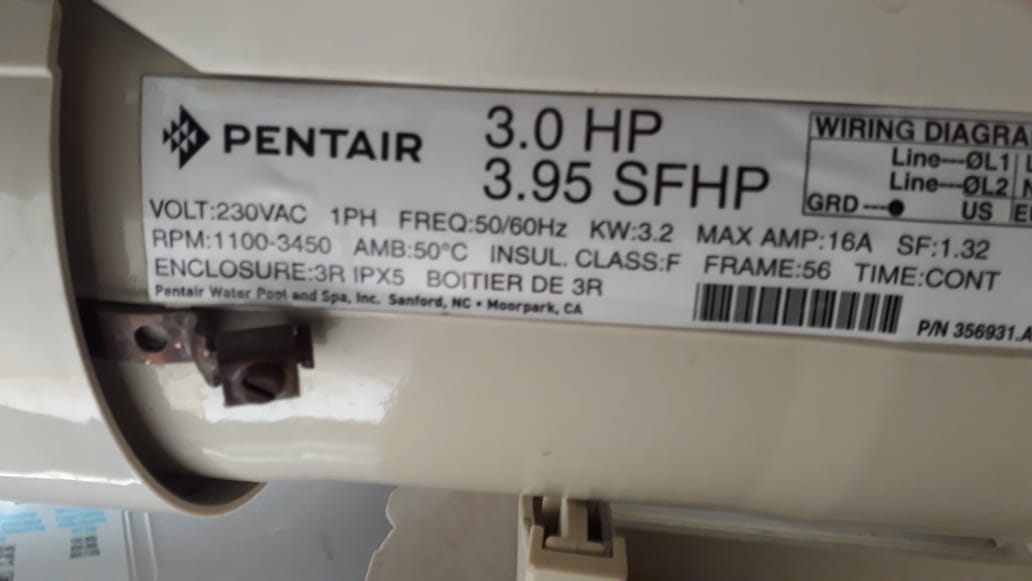 PENTAIR
3.0 HP
3.95 SFHP
WIRING DIAGRA
Line---ØL1
Line---ØL2
GRD---● US
VOLT:230VAC 1PH FREQ:50/60Hz KW:3.2 MAX AMP:16A SF:1.32
RPM:1100-3450 AMB:50°C INSUL. CLASS:F FRAME:56 TIME:CONT
ENCLOSURE:3R IPX5 BOITIER DE 3R
Pentair Water Pool and Spa, Inc. Sanford, NC • Moorpark, CA
P/N 356931.A